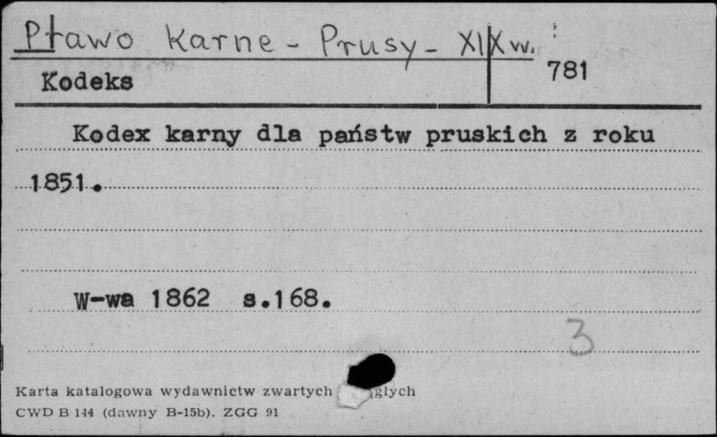 Prawo Karne - Prusy - XIX w.
Kodeks
781
Kodex karny dla państw pruskich z roku
1851.
W-wa 1862 s.168.
3
Karta katalogowa wydawnictw zwartych
CWD B 144 (dawny B-15b). ZGG 91